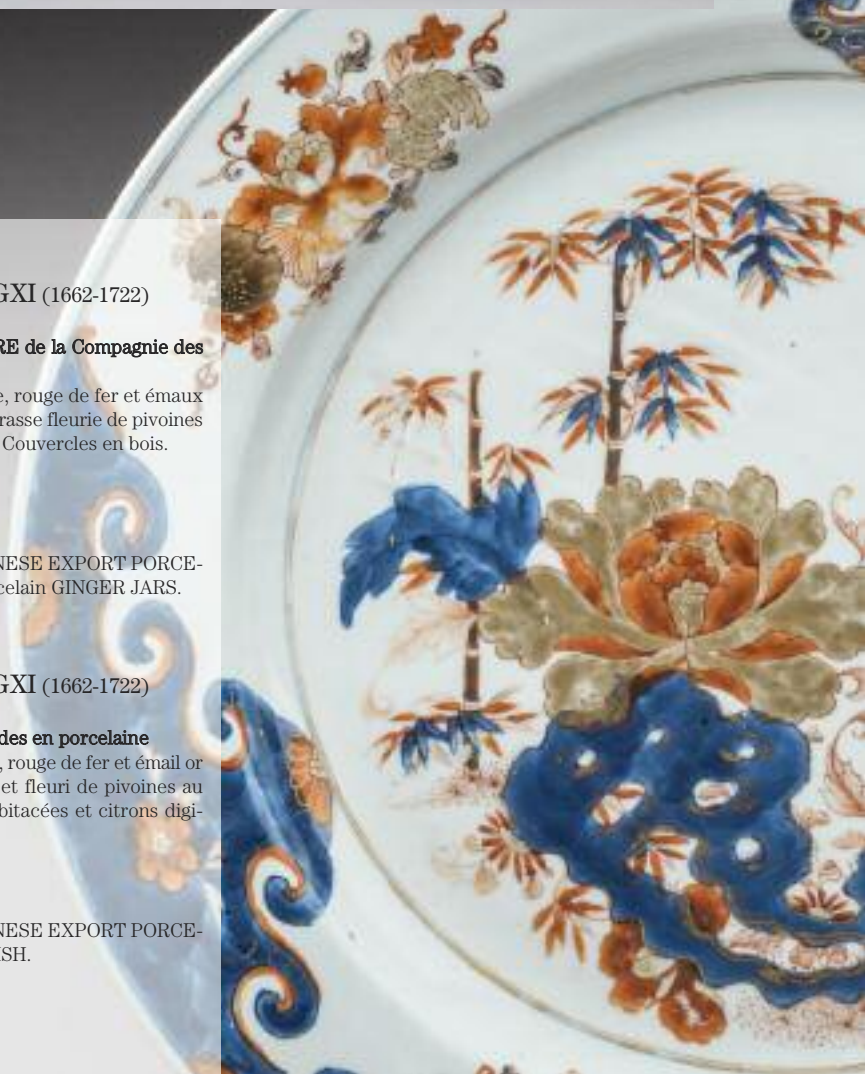 GXI (1662-1722)
RE de la Compagnie des
e, rouge de fer et émaux
rasse fleurie de pivoines
Couvercles en bois.
NESE EXPORT PORCE-
celain GINGER JARS.
GXI (1662-1722)
des en porcelaine
, rouge de fer et émail or
et fleuri de pivoines au
bitacées et citrons digi-
NESE EXPORT PORCE-
ISH.